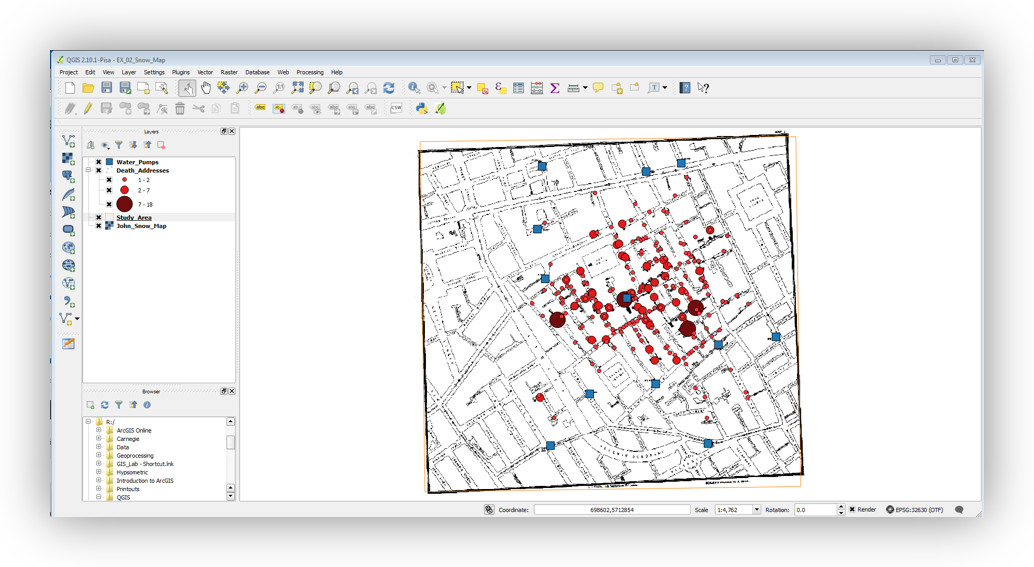 QGIS 2.10.1-Pisa - EX_02_Snow_Map
Project Edit View Layer Settings Plugins Vector Raster Database Web Processing Help
Layers
Water_Pumps
Death_Addresses
1 - 2
2 - 7
7 - 18
Study_Area
John_Snow_Map
Browser
R:/
ArcGIS Online
Carnegie
Data
Geoprocessing
GIS_Lab - Shortcut.lnk
Hypsometric
Introduction to ArcGIS
Printouts
QGIS
Coordinate: 698602,5712854 Scale 1:4,762 Rotation: 0.0 Render EPSG:32630 (OTF)